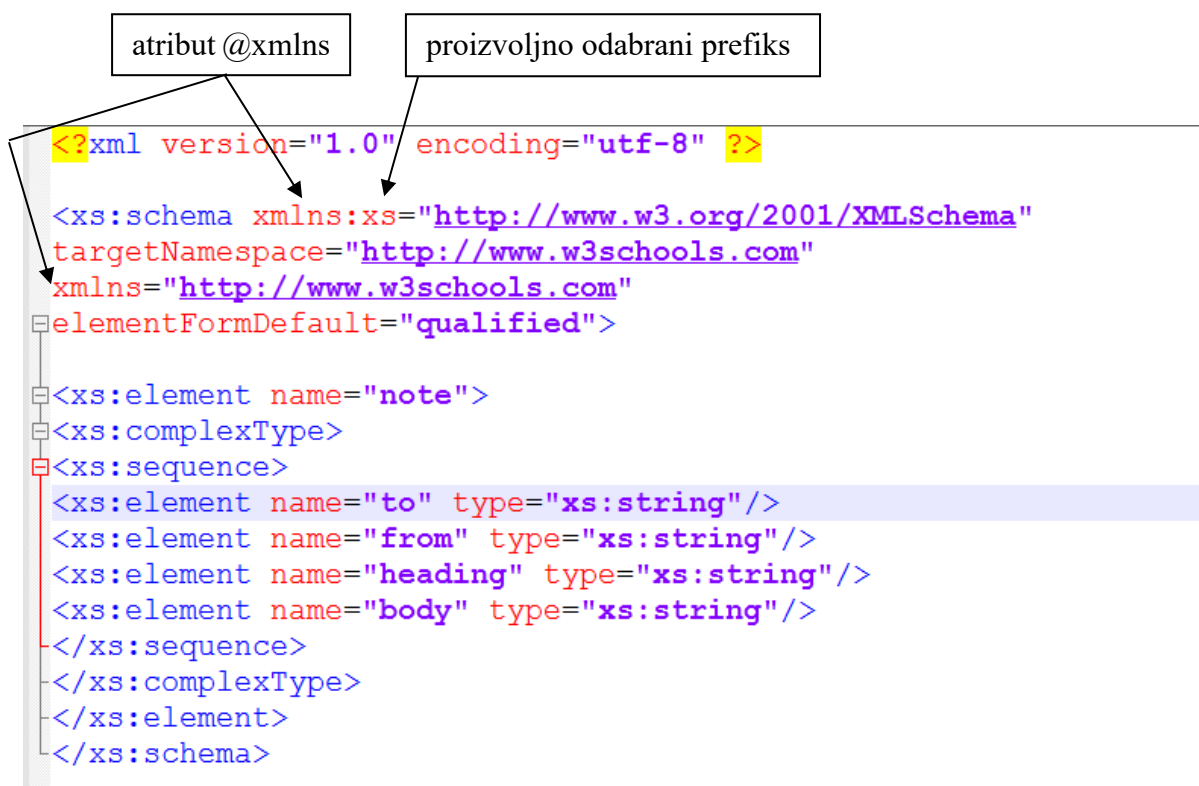 atribut @xmlns
proizvoljno odabrani prefiks
<?xml version="1.0" encoding="utf-8" ?>
<xs:schema xmlns:xs="http://www.w3.org/2001/XMLSchema"
targetNamespace="http://www.w3schools.com"
xmlns="http://www.w3schools.com"
elementFormDefault="qualified">
<xs:element name="note">
<xs:complexType>
<xs:sequence>
<xs:element name="to" type="xs:string"/>
<xs:element name="from" type="xs:string"/>
<xs:element name="heading" type="xs:string"/>
<xs:element name="body" type="xs:string"/>
</xs:sequence>
</xs:complexType>
</xs:element>
</xs:schema>